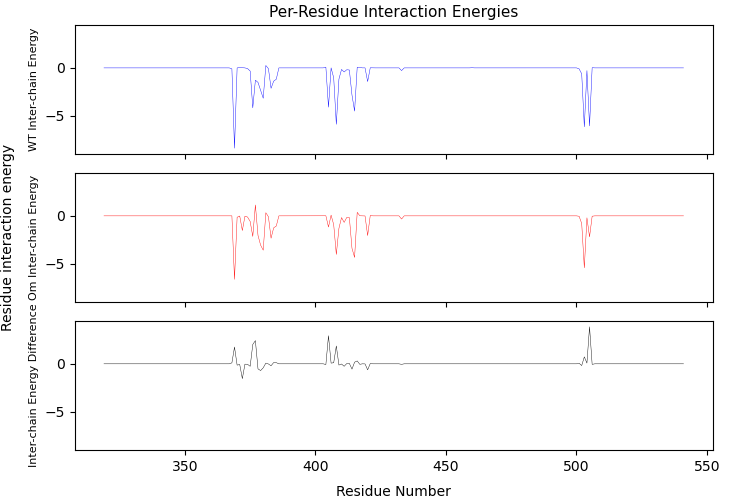 Per-Residue Interaction Energies
Residue interaction energy
WT Inter-chain Energy
0
−5
Om Inter-chain Energy
0
−5
Inter-chain Energy Difference
0
−5
350
400
450
500
550
Residue Number